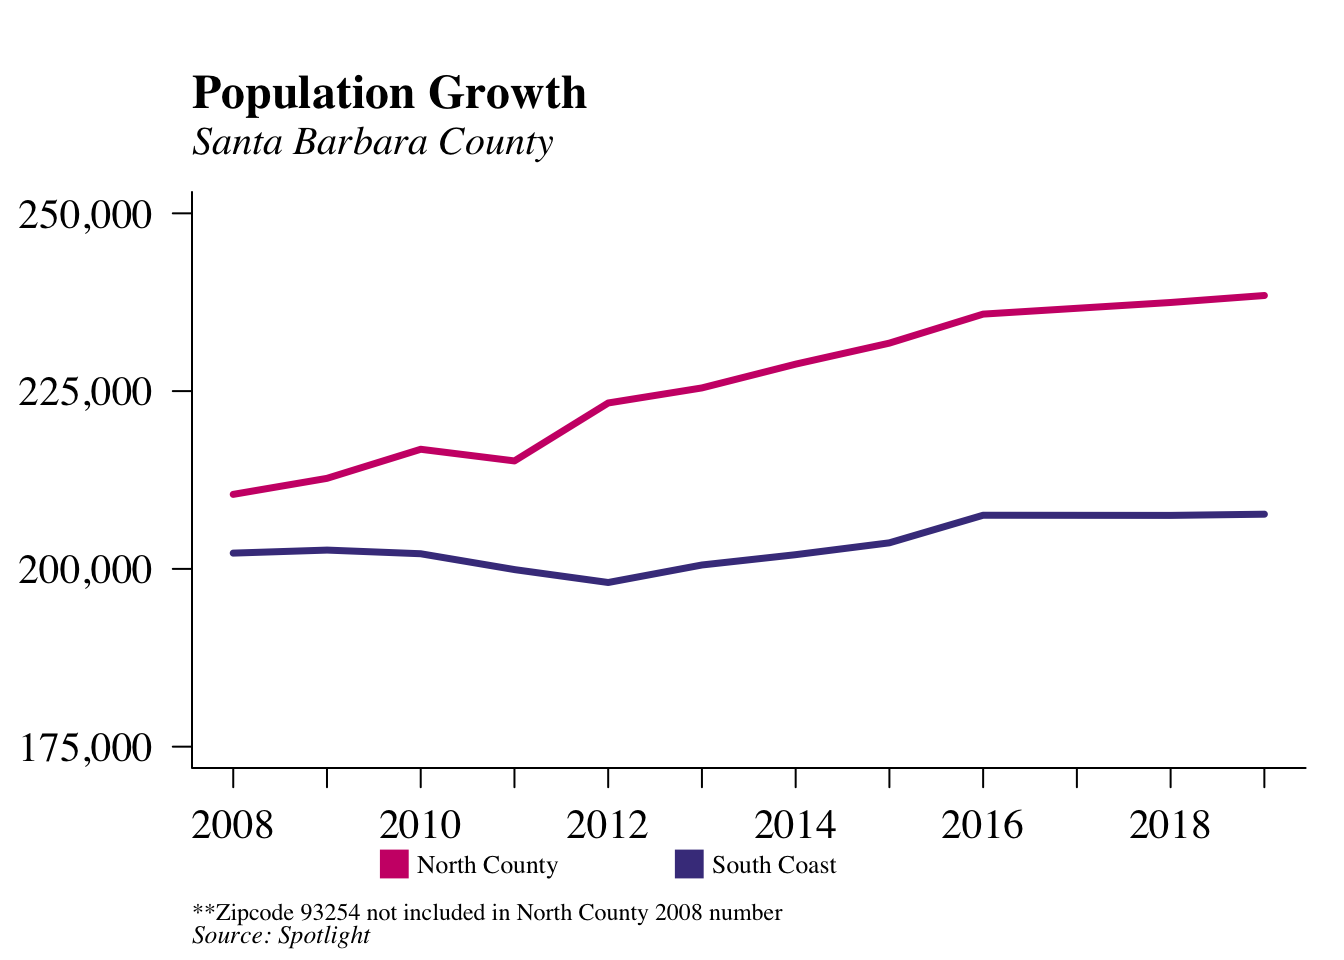 Population Growth
Santa Barbara County
250,000
225,000
200,000
175,000
2008 2010 2012 2014 2016 2018
North County South Coast
**Zipcode 93254 not included in North County 2008 number
Source: Spotlight